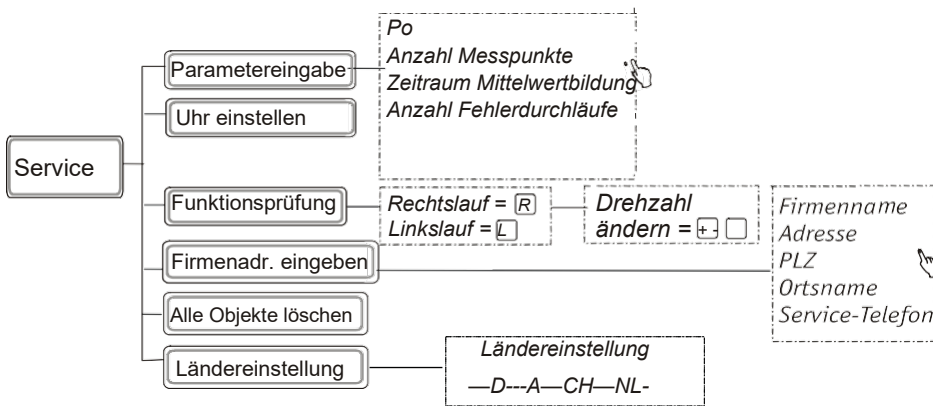 Service
Parametereingabe
Po
Anzahl Messpunkte
Zeitraum Mittelwertbildung
Anzahl Fehlerdurchläufe
Uhr einstellen
Funktionsprüfung
Rechtslauf = R
Linkslauf = L
Drehzahl
ändern = + -
Firmenadr. eingeben
Firmenname
Adresse
PLZ
Ortsname
Service-Telefon
Alle Objekte löschen
Ländereinstellung
Ländereinstellung
—D---A—CH—NL-